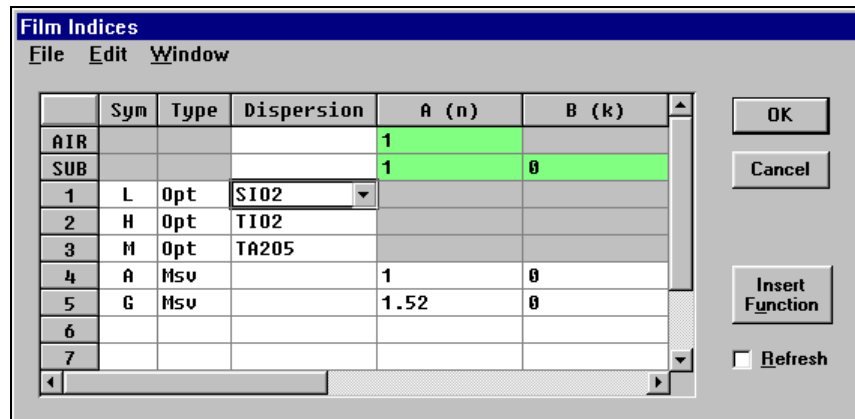 Film Indices
File Edit Window
Sym Type Dispersion A (n) B (k)
AIR 1
SUB 1 0
1 L Opt SIO2
2 H Opt TIO2
3 M Opt TA2O5
4 A Msv 1 0
5 G Msv 1.52 0
6
7
OK
Cancel
Insert
Function
Refresh